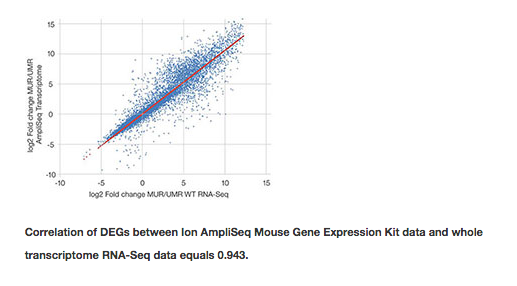 15
10
5
0
-5
-10
log2 Fold change MUR/UMR
AmpliSeq Transcriptome
-10 -5 0 5 10 15
log2 Fold change MUR/UMR WT RNA-Seq
Correlation of DEGs between Ion AmpliSeq Mouse Gene Expression Kit data and whole
transcriptome RNA-Seq data equals 0.943.